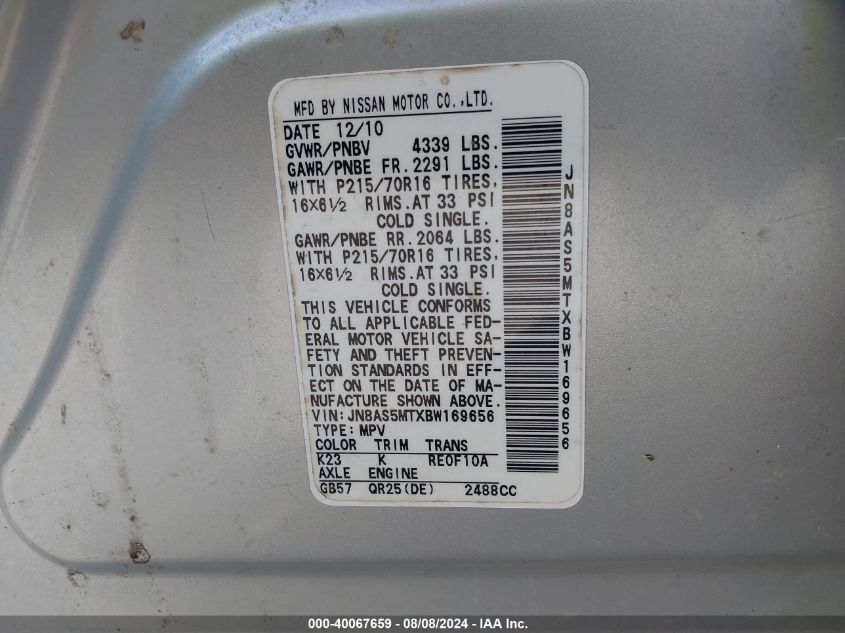 MFD BY NISSAN MOTOR CO.,LTD.
DATE 12/10
GVWR/PNBV 4339 LBS.
GAWR/PNBE FR. 2291 LBS.
WITH P215/70R16 TIRES,
16X6½ RIMS. AT 33 PSI
COLD SINGLE.
GAWR/PNBE RR. 2064 LBS.
WITH P215/70R16 TIRES,
16X6½ RIMS. AT 33 PSI
COLD SINGLE.
THIS VEHICLE CONFORMS
TO ALL APPLICABLE FED-
ERAL MOTOR VEHICLE SA-
FETY AND THEFT PREVEN-
TION STANDARDS IN EFF-
ECT ON THE DATE OF MA-
NUFACTURE SHOWN ABOVE.
VIN: JN8AS5MTXBW169656
TYPE: MPV
COLOR TRIM TRANS
K23 K RE0F10A
AXLE ENGINE
GB57 QR25(DE) 2488CC
JN8AS5MTXBW169656
000-40067659 - 08/08/2024 - IAA Inc.